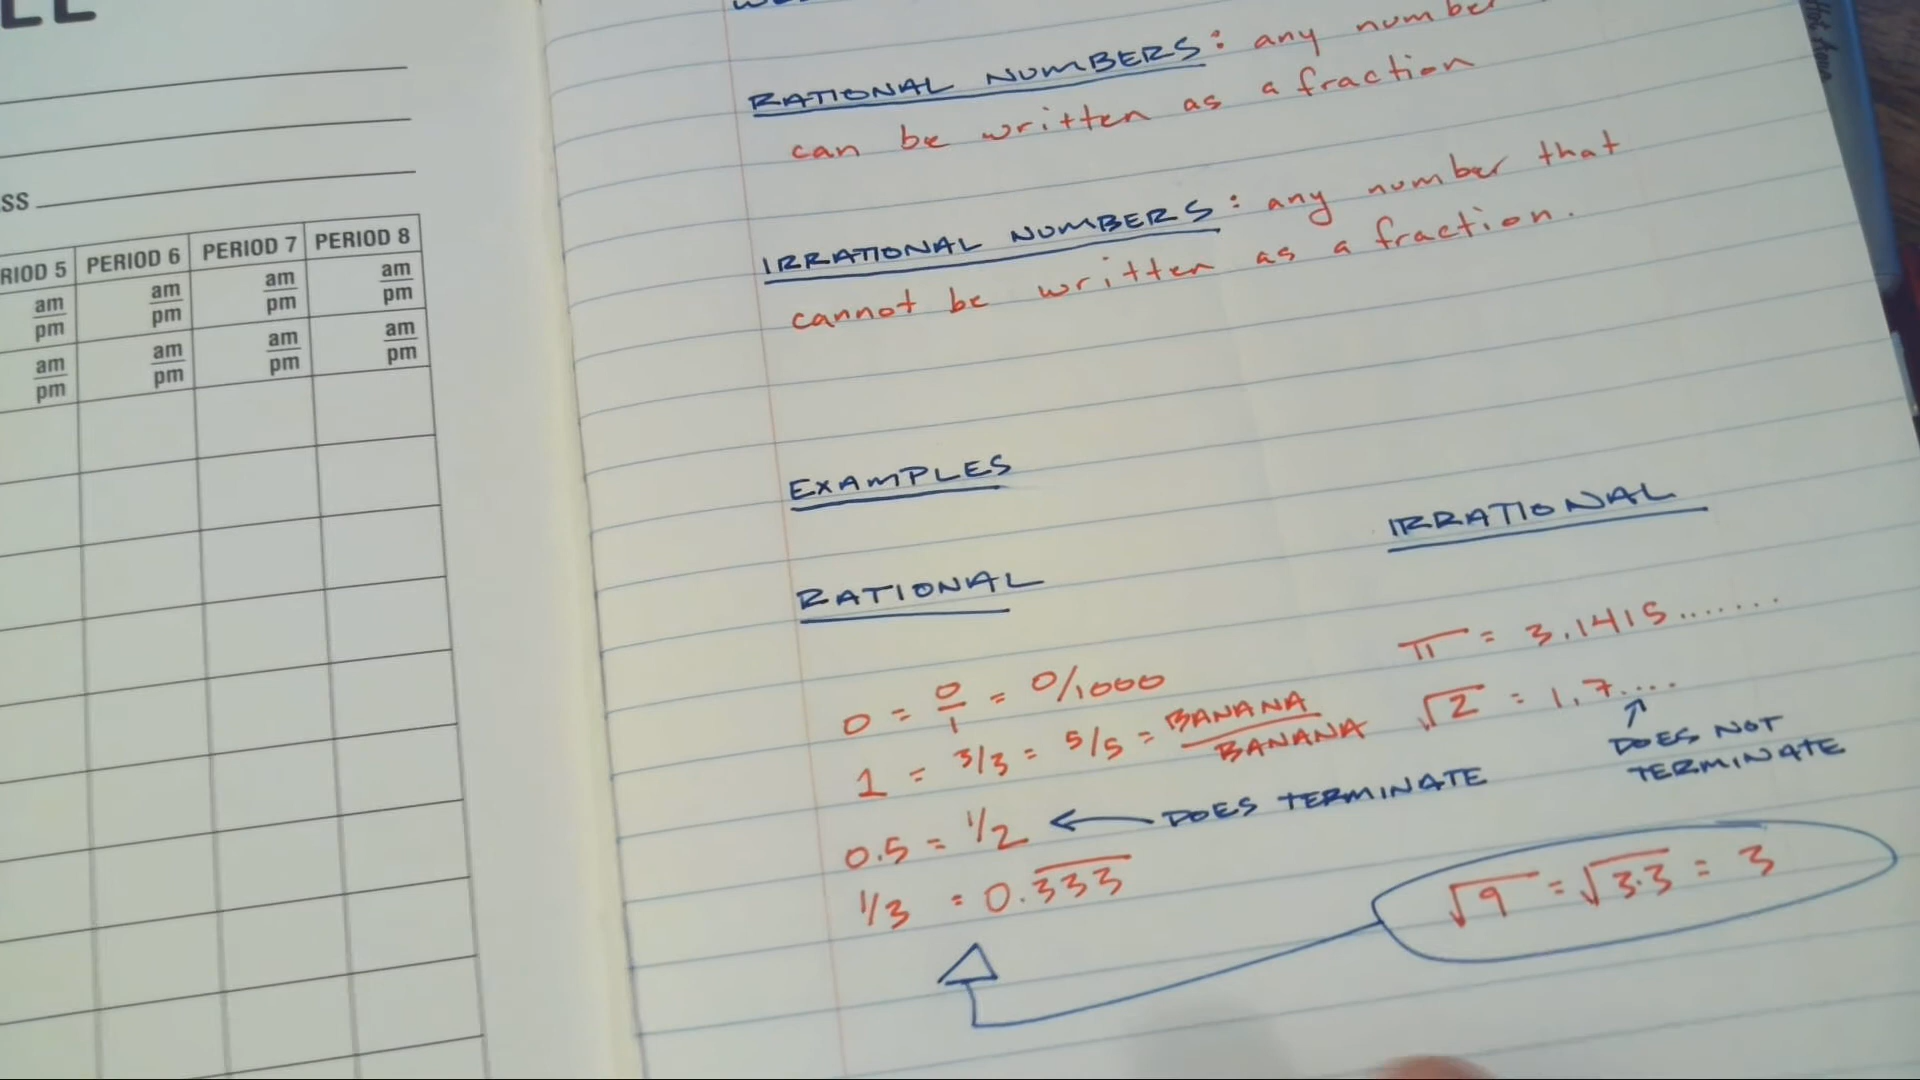 SS
RIOD 5 PERIOD 6 PERIOD 7 PERIOD 8
am am am am
pm pm pm pm
am am am am
pm pm pm pm
RATIONAL NUMBERS: any number
can be written as a fraction
IRRATIONAL NUMBERS: any number that
cannot be written as a fraction.
EXAMPLES
RATIONAL
0 = 0/1 = 0/1000
1 = 3/3 = 5/5 = BANANA/BANANA
0.5 = 1/2 ← DOES TERMINATE
1/3 = 0.3̅3̅3̅
IRRATIONAL
π = 3.1415.......
√2 = 1.7....
DOES NOT
TERMINATE
√9 = √3·3 = 3